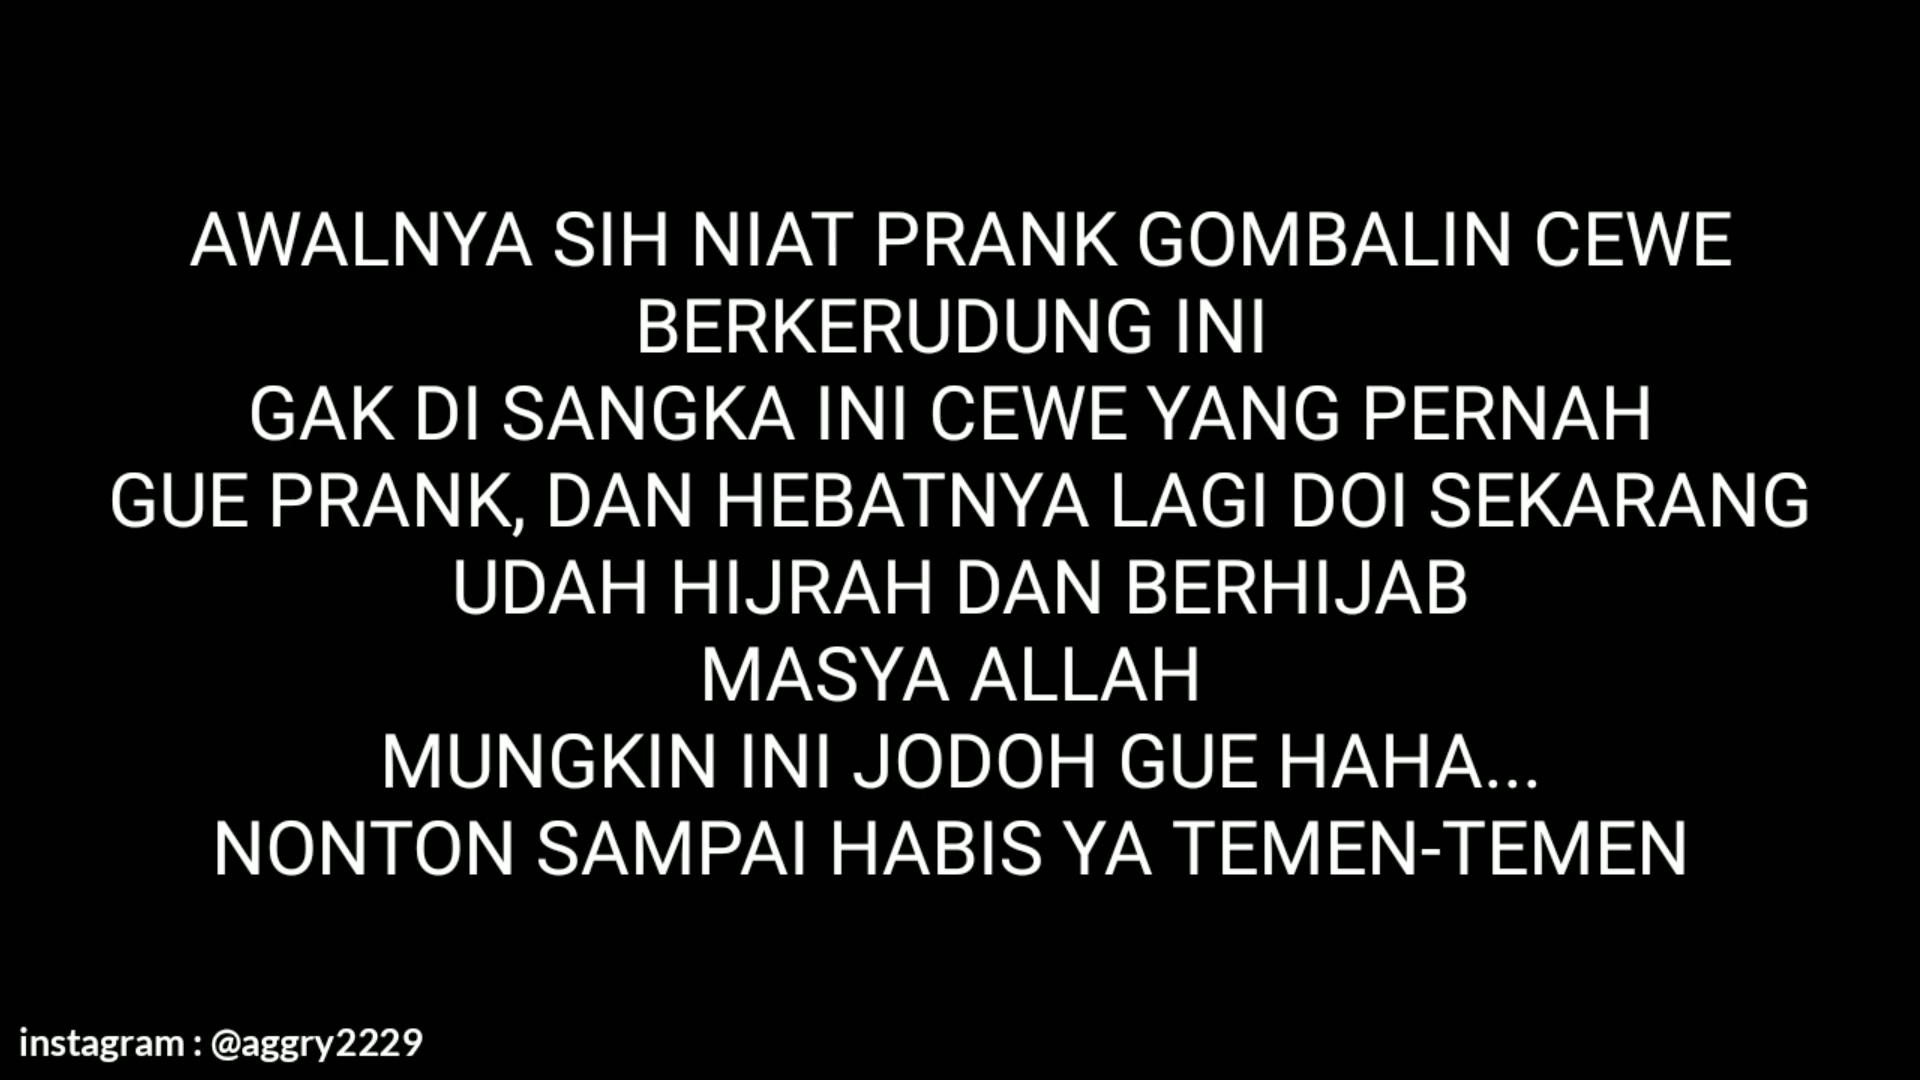 AWALNYA SIH NIAT PRANK GOMBALIN CEWE
BERKERUDUNG INI
GAK DI SANGKA INI CEWE YANG PERNAH
GUE PRANK, DAN HEBATNYA LAGI DOI SEKARANG
UDAH HIJRAH DAN BERHIJAB
MASYA ALLAH
MUNGKIN INI JODOH GUE HAHA...
NONTON SAMPAI HABIS YA TEMEN-TEMEN
instagram : @aggry2229